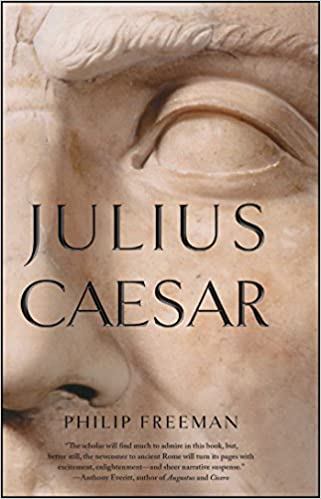 JULIUS
CAESAR
PHILIP FREEMAN
"The scholar will find much to admire in this book, but,
better still, the newcomer to ancient Rome will turn its pages with
excitement, enlightenment—and sheer narrative suspense."
—Anthony Everitt, author of Augustus and Cicero